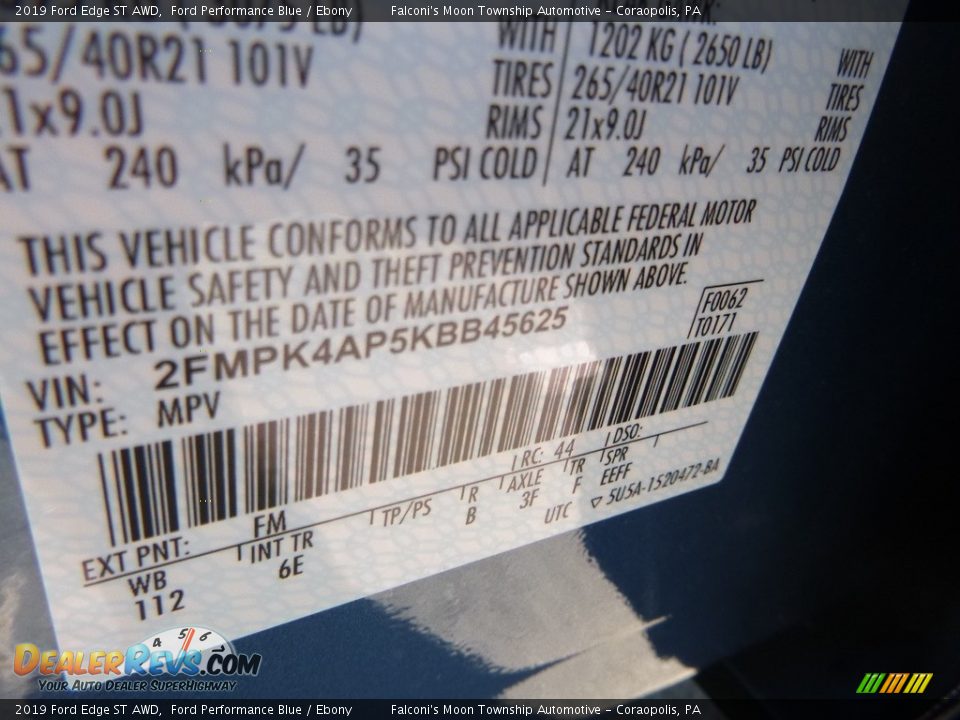 2019 Ford Edge ST AWD, Ford Performance Blue / Ebony Falconi's Moon Township Automotive - Coraopolis, PA
WITH 1202 KG (2650 LB) WITH
65/40R21 101V TIRES 265/40R21 101V TIRES
1x9.0J RIMS 21x9.0J RIMS
AT 240 kPa/ 35 PSI COLD AT 240 kPa/ 35 PSI COLD
THIS VEHICLE CONFORMS TO ALL APPLICABLE FEDERAL MOTOR
VEHICLE SAFETY AND THEFT PREVENTION STANDARDS IN
EFFECT ON THE DATE OF MANUFACTURE SHOWN ABOVE.
F0062
T0171
VIN: 2FMPK4AP5KBB45625
TYPE: MPV
EXT PNT: FM RC: 44 DSO:
WB INT TR TP/PS R AXLE TR SPR
112 6E B 3F F EEFF
UTC ▽ 5U5A-1520472-BA
DEALERREVS.COM
YOUR AUTO DEALER SUPERHIGHWAY
2019 Ford Edge ST AWD, Ford Performance Blue / Ebony Falconi's Moon Township Automotive - Coraopolis, PA